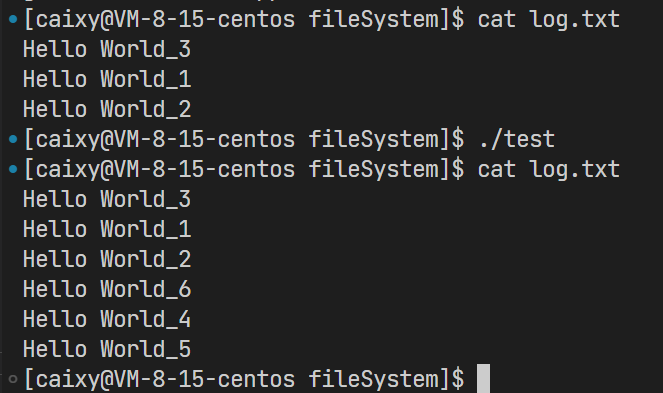 [caixy@VM-8-15-centos fileSystem]$ cat log.txt
Hello World_3
Hello World_1
Hello World_2
[caixy@VM-8-15-centos fileSystem]$ ./test
[caixy@VM-8-15-centos fileSystem]$ cat log.txt
Hello World_3
Hello World_1
Hello World_2
Hello World_6
Hello World_4
Hello World_5
[caixy@VM-8-15-centos fileSystem]$